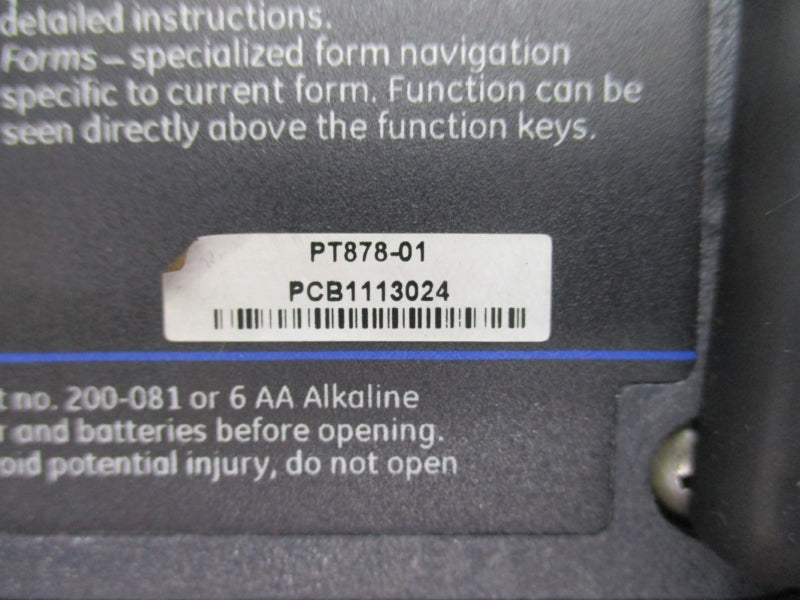 detailed instructions.
Forms – specialized form navigation
specific to current form. Function can be
seen directly above the function keys.
PT878-01
PCB1113024
no. 200-081 or 6 AA Alkaline
and batteries before opening.
potential injury, do not open